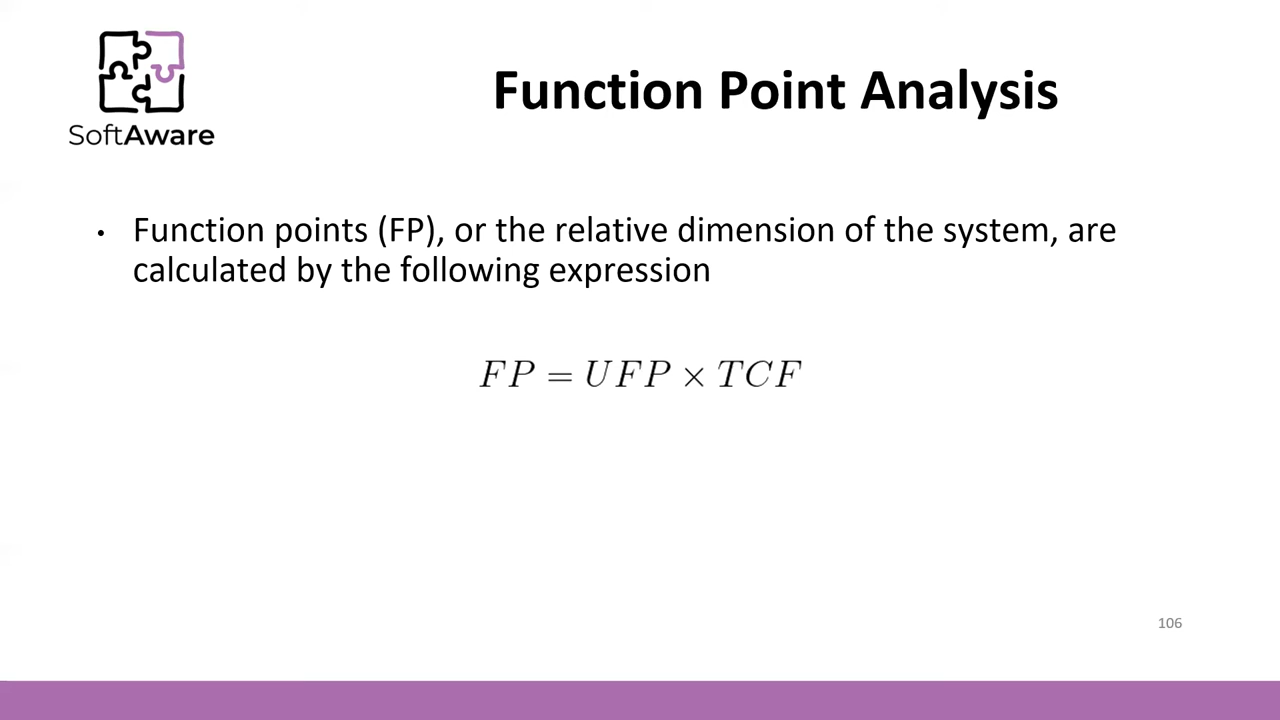 SoftAware
Function Point Analysis
• Function points (FP), or the relative dimension of the system, are
calculated by the following expression
FP = UFP × TCF
106